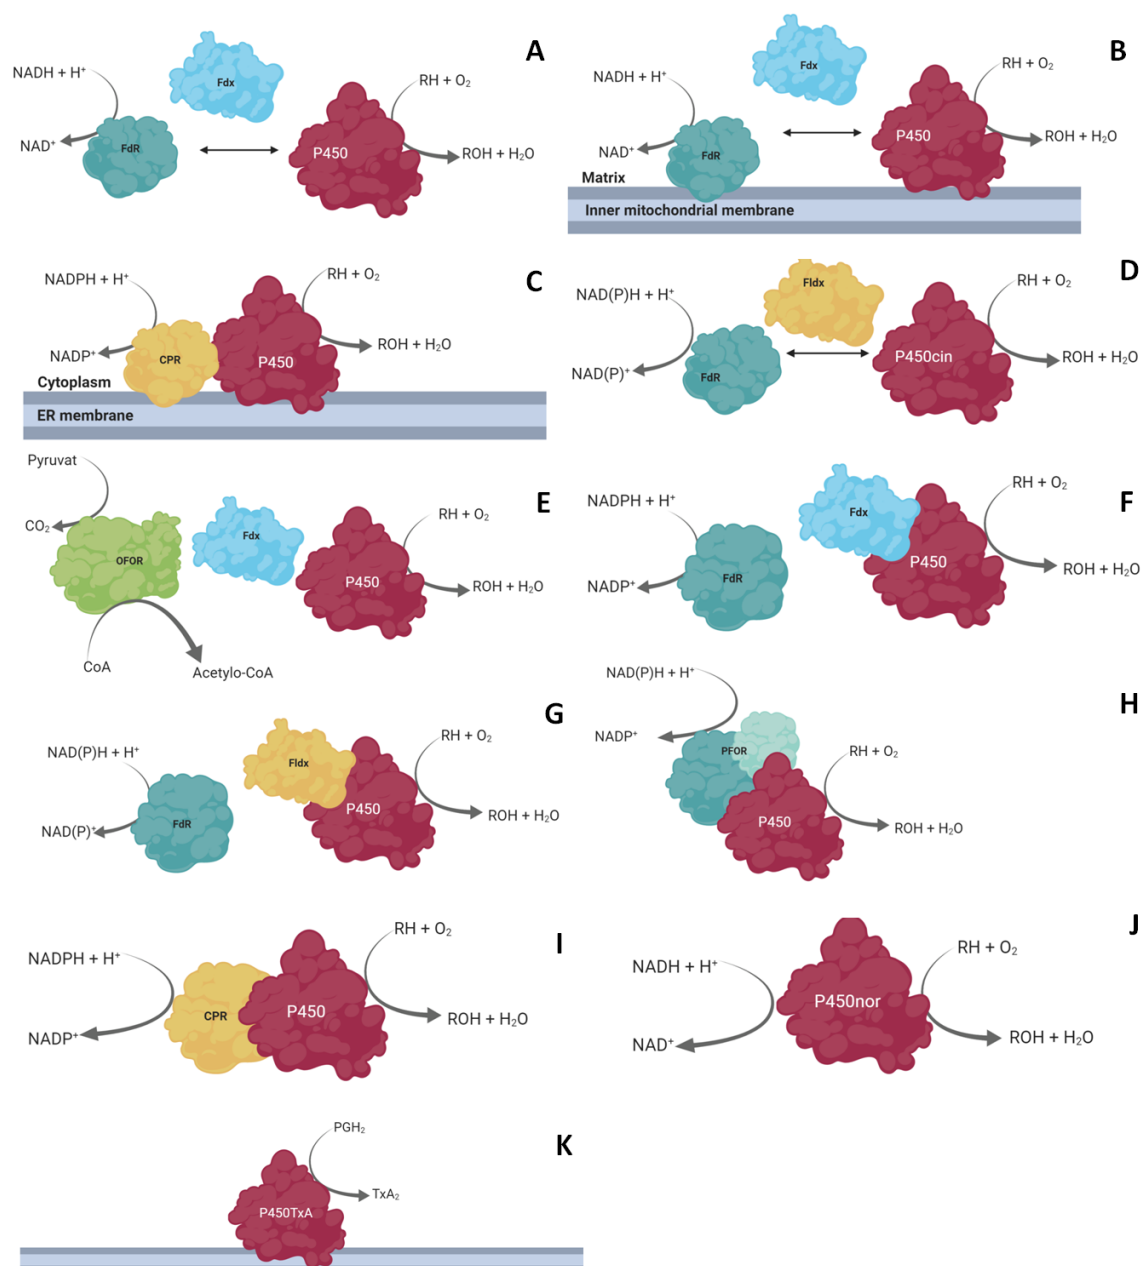 A
NADH + H⁺
Fdx
RH + O₂
NAD⁺
FdR
P450
ROH + H₂O
B
NADH + H⁺
Fdx
RH + O₂
NAD⁺
FdR
P450
ROH + H₂O
Matrix
Inner mitochondrial membrane
C
NADPH + H⁺
RH + O₂
NADP⁺
CPR
P450
ROH + H₂O
Cytoplasm
ER membrane
D
NAD(P)H + H⁺
Fldx
RH + O₂
NAD(P)⁺
FdR
P450cin
ROH + H₂O
E
Pyruvat
CO₂
OFOR
Fdx
RH + O₂
P450
ROH + H₂O
CoA
Acetylo-CoA
F
NADPH + H⁺
Fdx
RH + O₂
NADP⁺
FdR
P450
ROH + H₂O
G
NAD(P)H + H⁺
Fldx
RH + O₂
NAD(P)⁺
FdR
P450
ROH + H₂O
H
NAD(P)H + H⁺
NADP⁺
PFOR
RH + O₂
P450
ROH + H₂O
I
NADPH + H⁺
RH + O₂
NADP⁺
CPR
P450
ROH + H₂O
J
NADH + H⁺
RH + O₂
P450nor
NAD⁺
ROH + H₂O
K
PGH₂
P450TxA
TxA₂